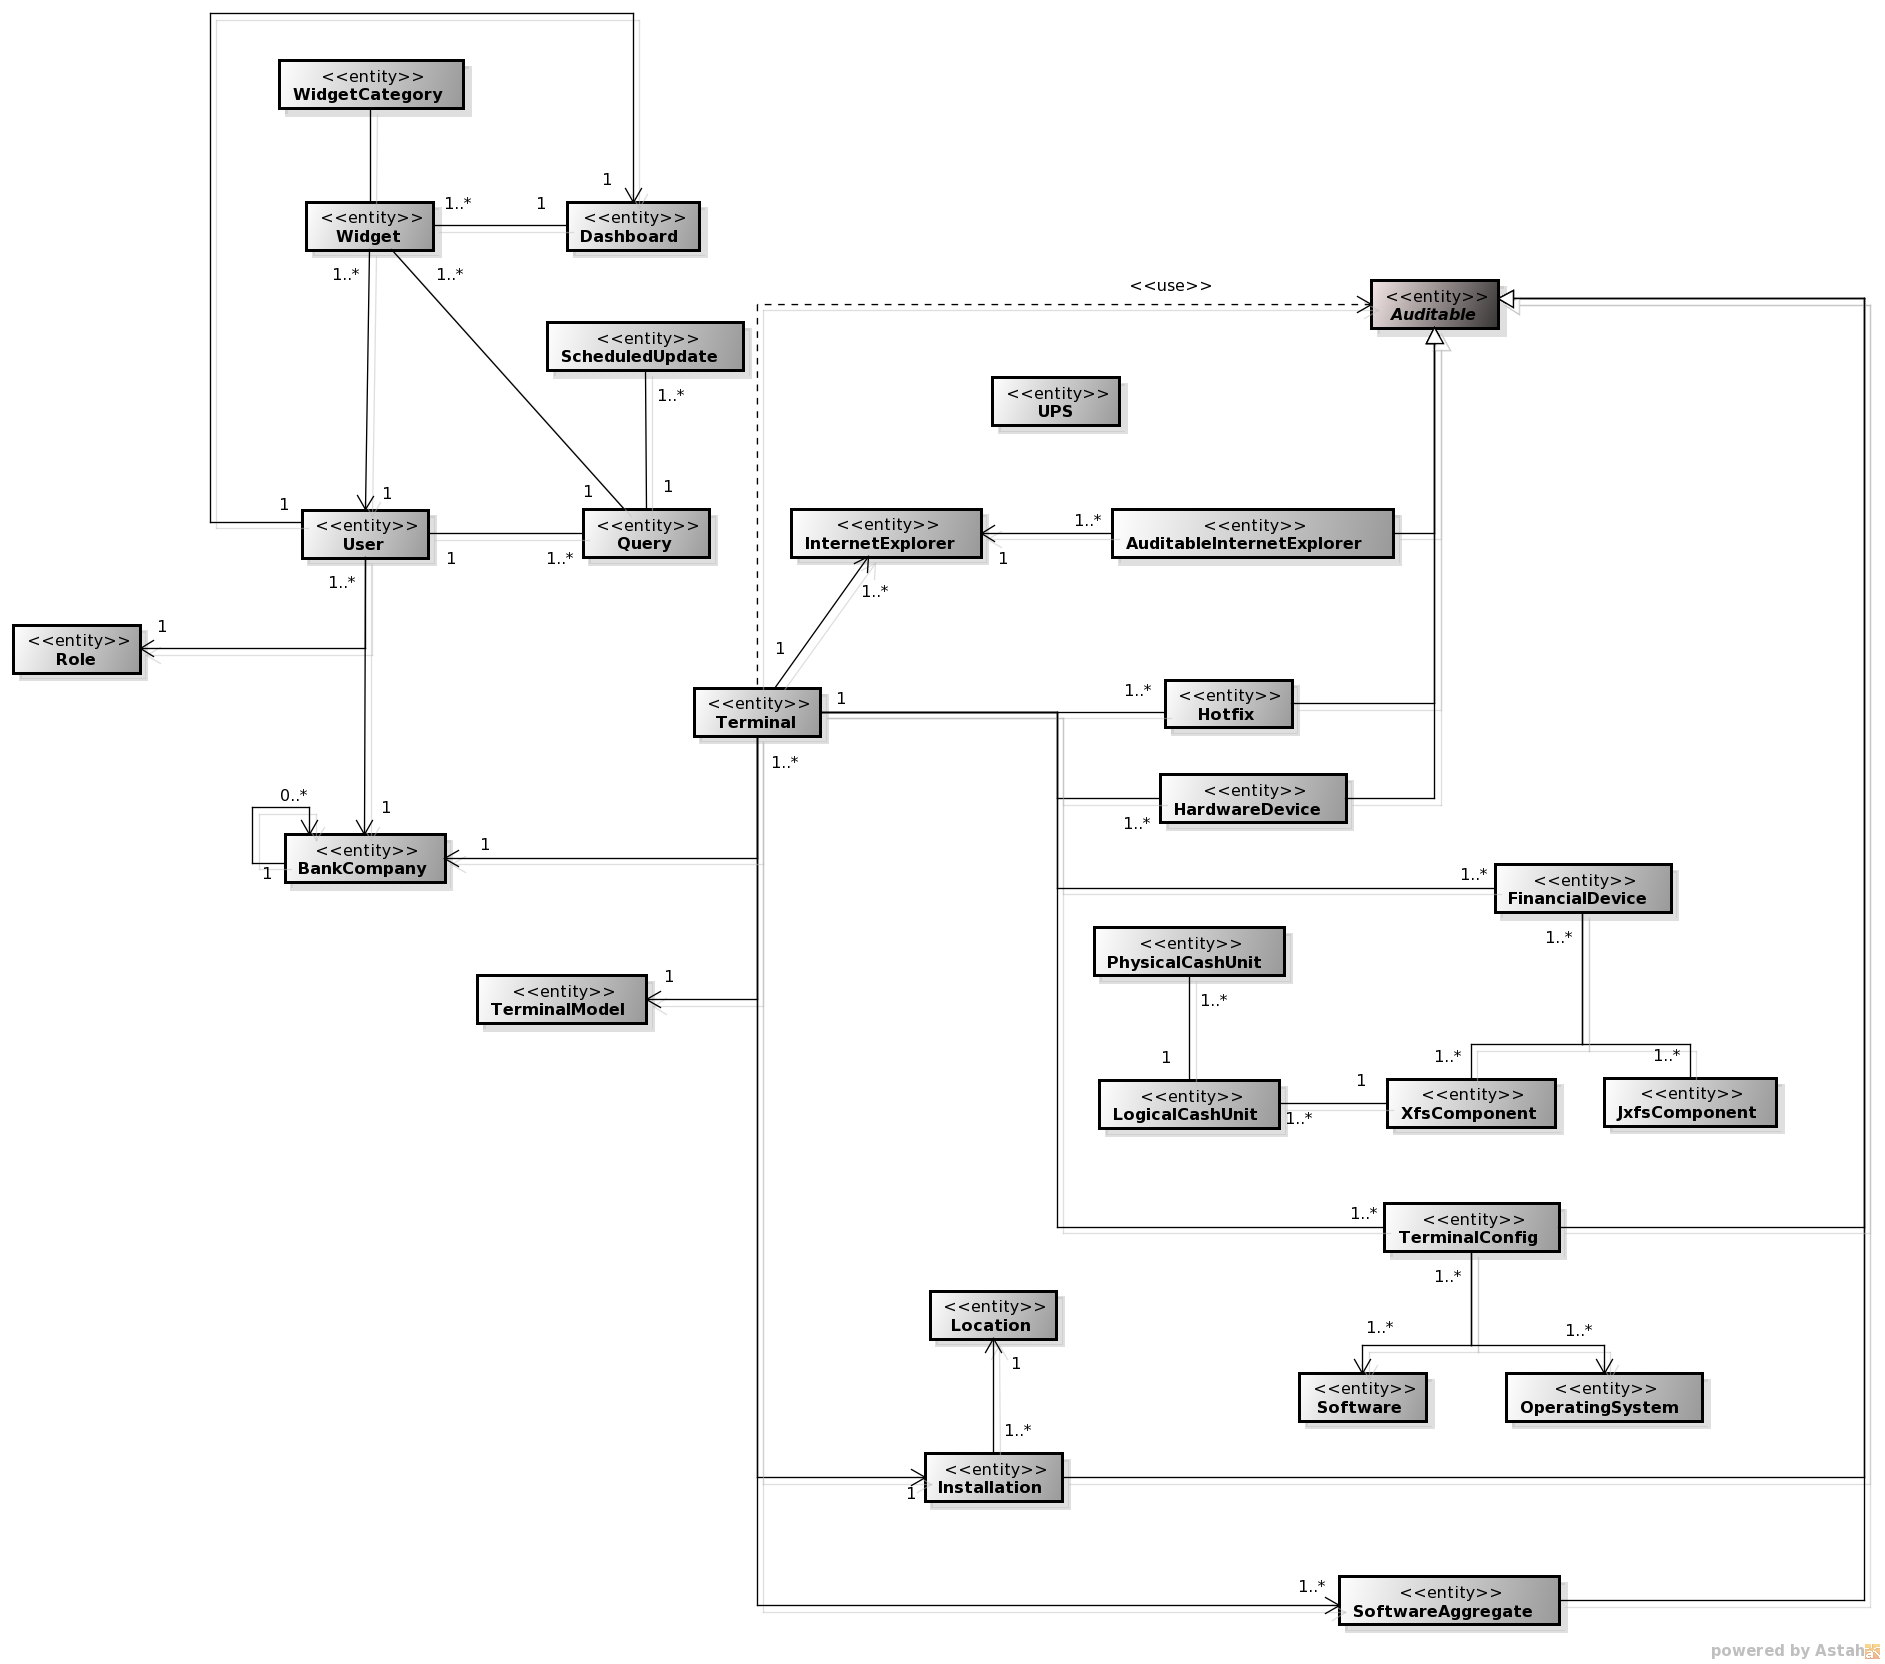 <<entity>>
WidgetCategory
1
<<entity>>
Widget
1..*
1
<<entity>>
Dashboard
1..*
1..*
<<use>>
<<entity>>
Auditable
<<entity>>
ScheduledUpdate
1..*
<<entity>>
UPS
1
1
1
1
<<entity>>
User
1
1..*
<<entity>>
Query
<<entity>>
InternetExplorer
1
1..*
<<entity>>
AuditableInternetExplorer
1..*
1..*
1
<<entity>>
Role
1
<<entity>>
Terminal
1
1..*
1..*
<<entity>>
Hotfix
1..*
<<entity>>
HardwareDevice
0..*
1
1
<<entity>>
BankCompany
1
1..*
<<entity>>
FinancialDevice
1..*
<<entity>>
PhysicalCashUnit
1..*
<<entity>>
TerminalModel
1
1
<<entity>>
LogicalCashUnit
1..*
1
1..*
<<entity>>
XfsComponent
1..*
<<entity>>
JxfsComponent
1..*
<<entity>>
TerminalConfig
1..*
<<entity>>
Location
1
1..*
1..*
<<entity>>
Software
<<entity>>
OperatingSystem
1..*
<<entity>>
Installation
1
1..*
<<entity>>
SoftwareAggregate
powered by Astah